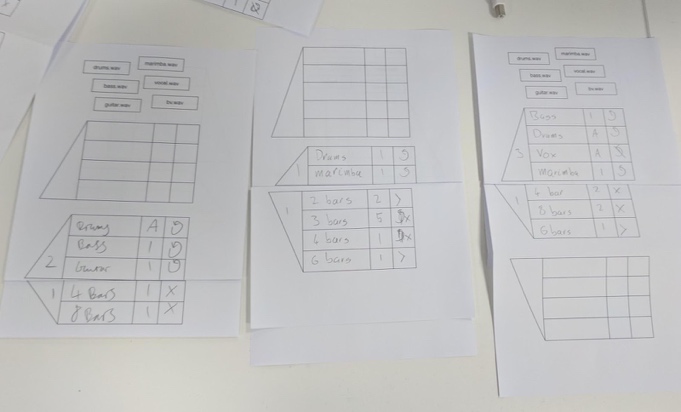 drums.wav marimba.wav
bass.wav vocal.wav
guitar.wav bv.wav
Drums A
Bass 1
2 Guitar 1
1 4 Bars 1 X
8 Bars 1 X
Drums 1
1 marimba 1
1 2 bars 2 >
3 bars 5 x
4 bars 1 x
6 bars 1 >
drums.wav marimba.wav
bass.wav vocal.wav
guitar.wav bv.wav
Bass 1
Drums A
3 Vox A
Marimba 1
1 4 bar 2 x
8 bars 2 x
6 bars 1 >